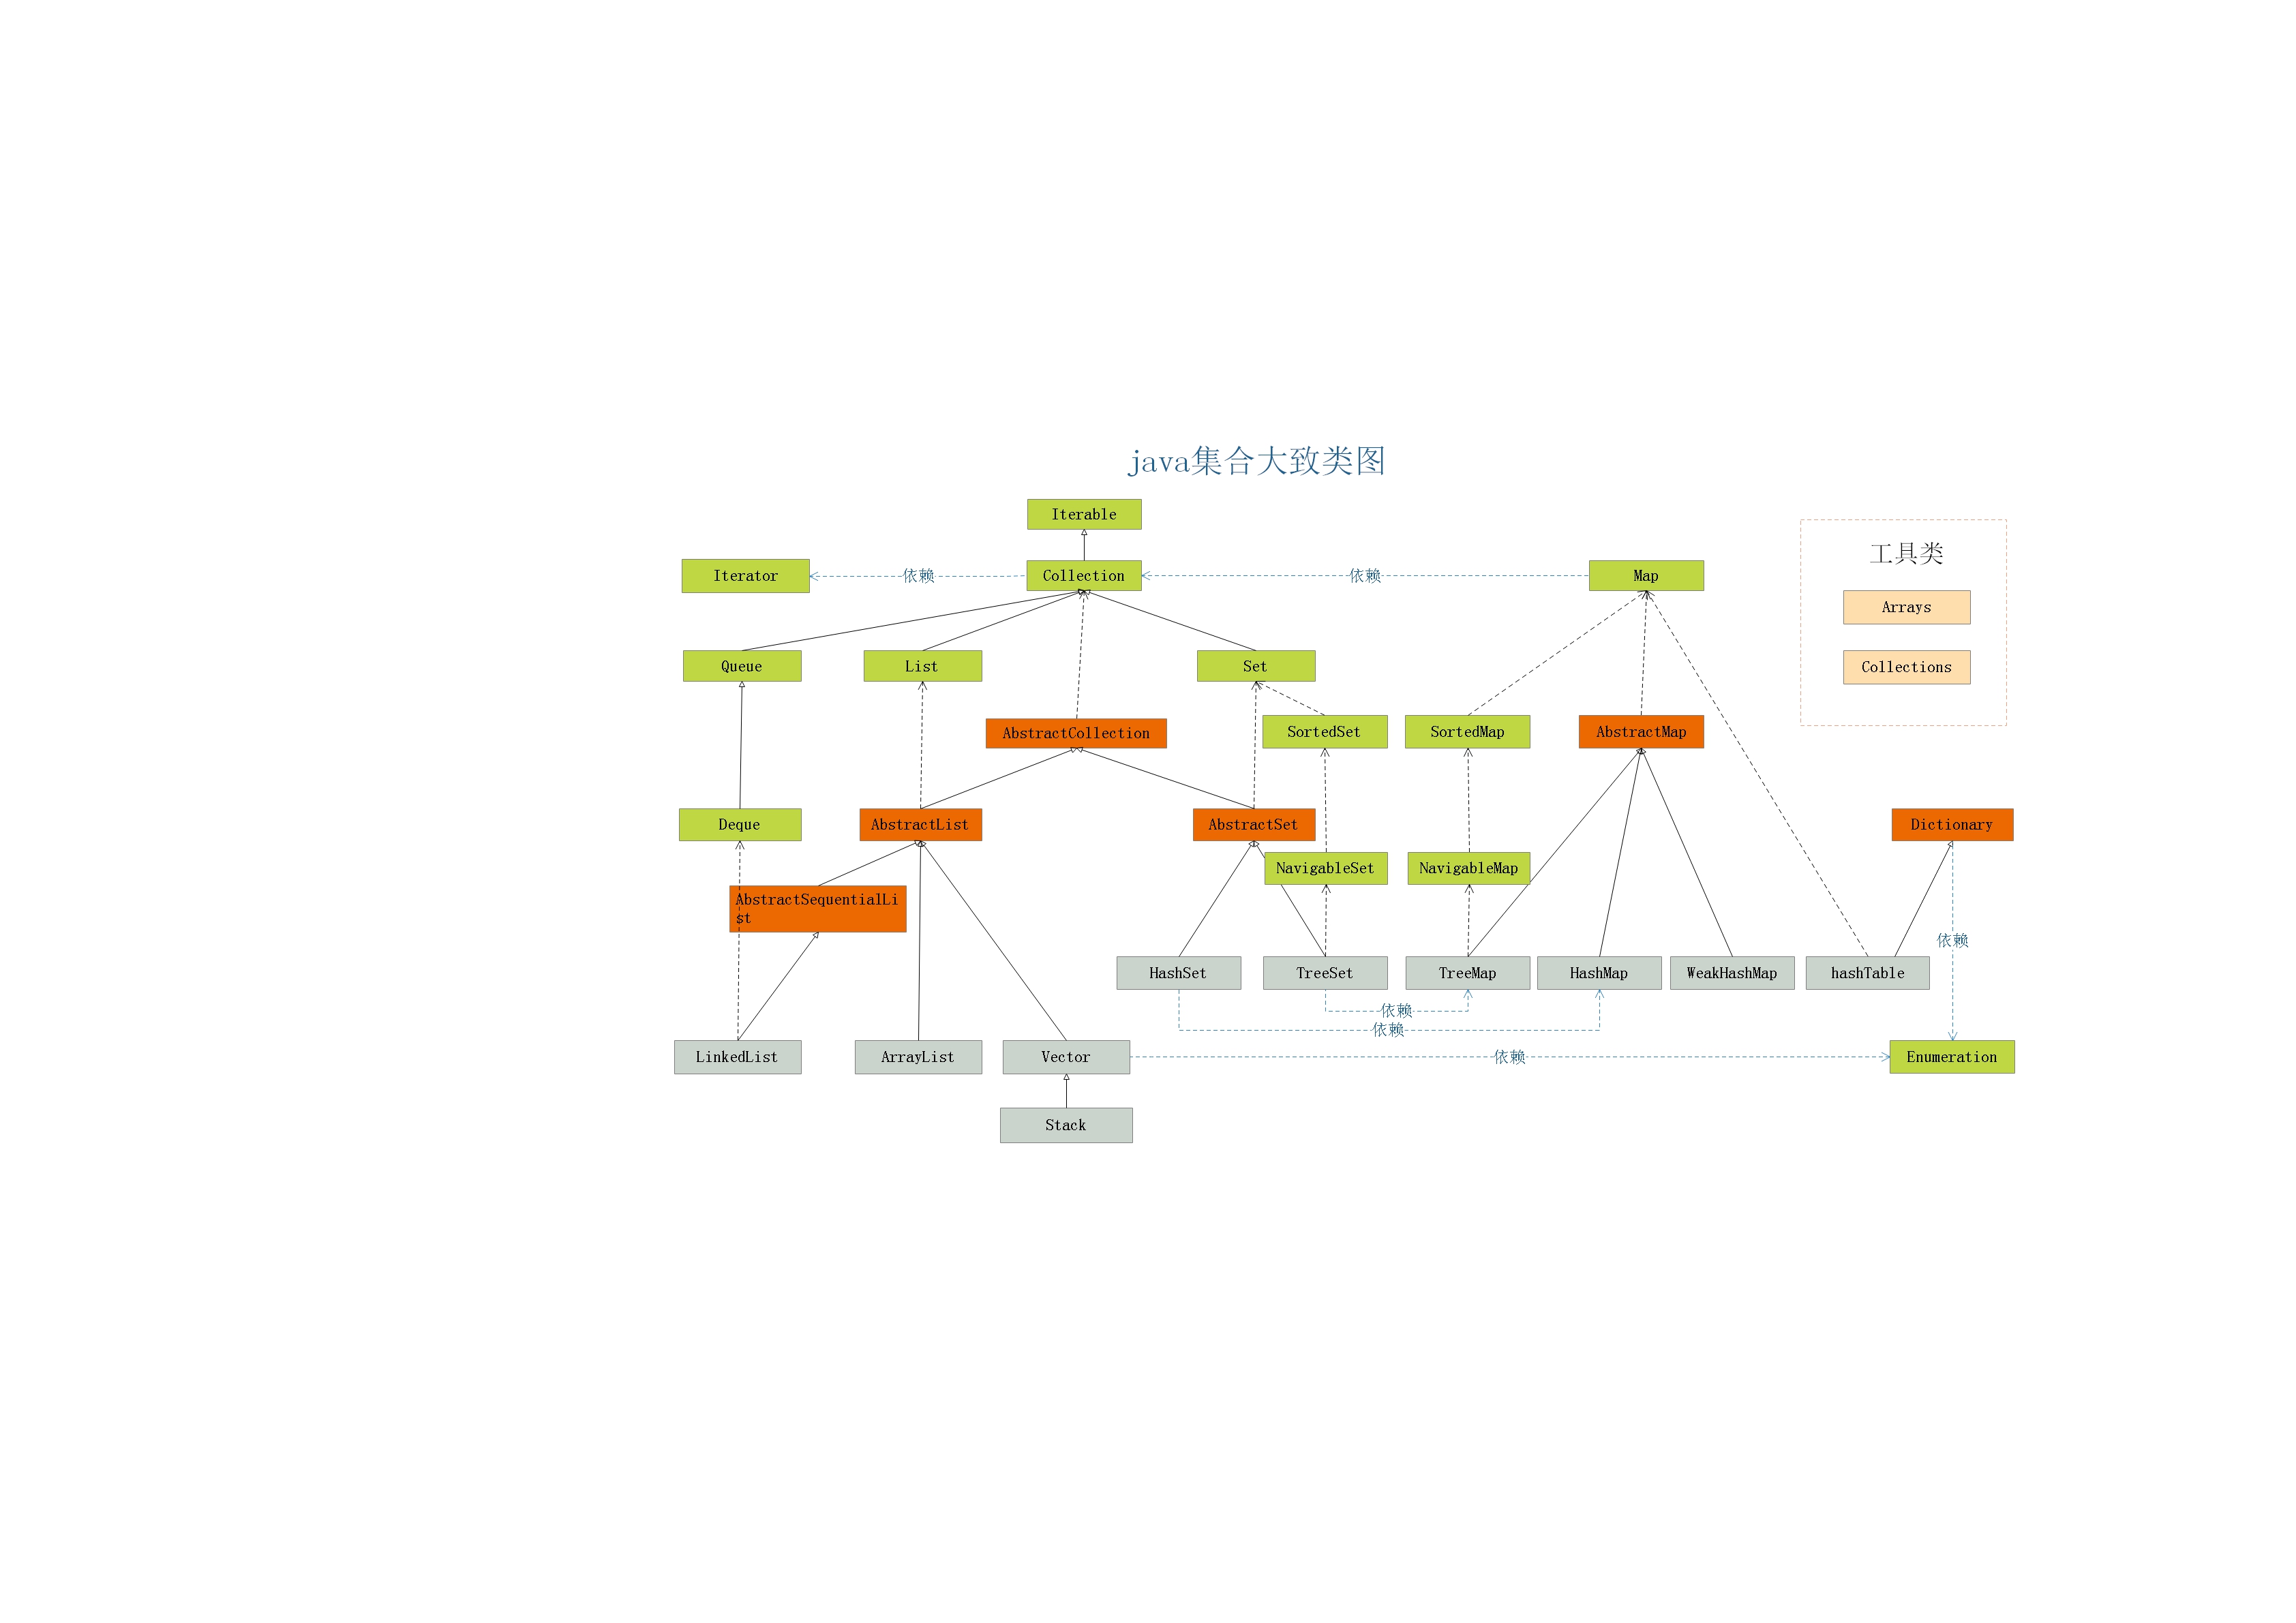 java集合大致类图
Iterable
Iterator
依赖
Collection
依赖
Map
工具类
Arrays
Collections
Queue
List
Set
AbstractCollection
SortedSet
SortedMap
AbstractMap
Deque
AbstractList
AbstractSet
Dictionary
NavigableSet
NavigableMap
AbstractSequentialLi
st
依赖
HashSet
TreeSet
TreeMap
HashMap
WeakHashMap
hashTable
依赖
依赖
LinkedList
ArrayList
Vector
依赖
Enumeration
Stack